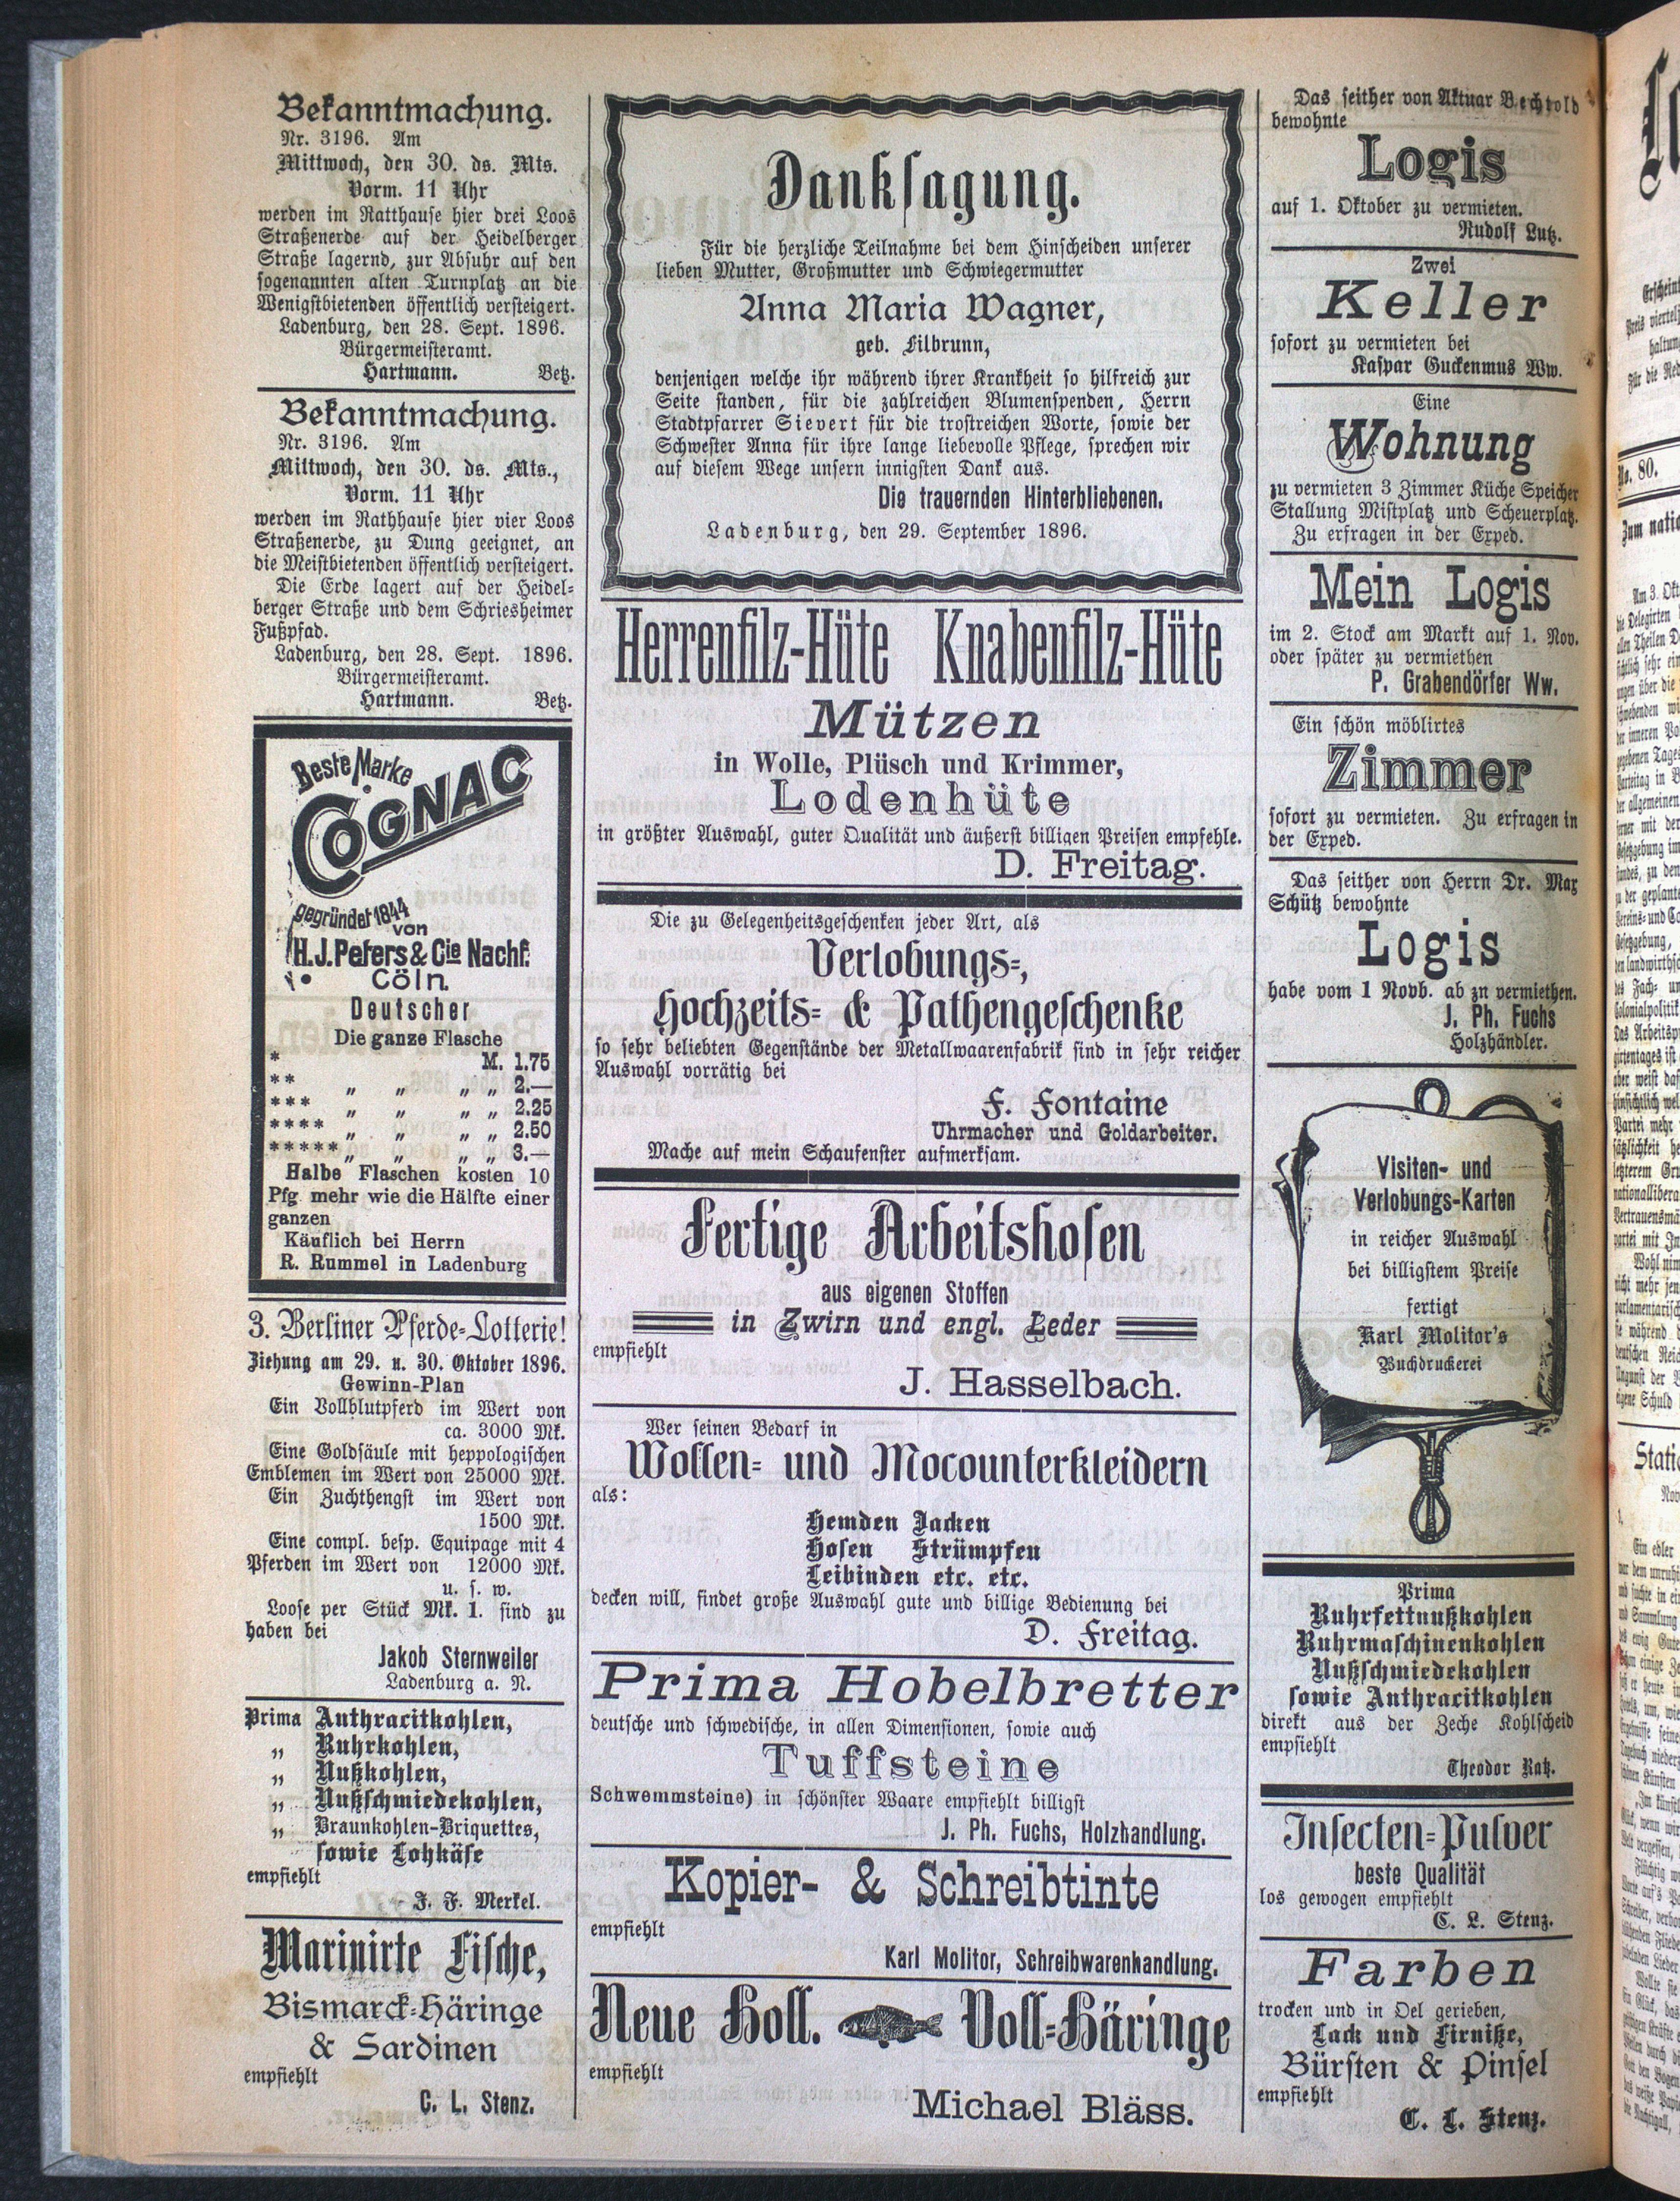 Bekanntmachung.
Nr. 3196. Am
Mittwoch, den 30. ds. Mts.
Vorm. 11 Uhr
werden im Ratthause hier drei Loos
Straßenerde auf der Heidelberger
Straße lagernd, zur Abfuhr auf den
sogenannten alten Turnplatz an die
Wenigstbietenden öffentlich versteigert.
Ladenburg, den 28. Sept. 1896.
Bürgermeisteramt.
Hartmann. Betz.
Bekanntmachung.
Nr. 3196. Am
Mittwoch, den 30. ds. Mts.,
Vorm. 11 Uhr
werden im Rathhause hier vier Loos
Straßenerde, zu Dung geeignet, an
die Meistbietenden öffentlich versteigert.
Die Erde lagert auf der Heidel-
berger Straße und dem Schriesheimer
Fußpfad.
Ladenburg, den 28. Sept. 1896.
Bürgermeisteramt.
Hartmann. Betz.
Beste Marke
COGNAC
gegründet 1844
von
H.J. Peters & Cie Nachf.
Cöln.
Deutscher
Die ganze Flasche
* M. 1.75
** „ „ „ „ 2.—
*** „ „ „ „ 2.25
**** „ „ „ „ 2.50
***** „ „ „ „ 3.—
Halbe Flaschen kosten 10
Pfg mehr wie die Hälfte einer
ganzen
Käuflich bei Herrn
R. Rummel in Ladenburg
3. Berliner Pferde-Lotterie!
Ziehung am 29. u. 30. Oktober 1896.
Gewinn-Plan
Ein Vollblutpferd im Wert von
ca. 3000 Mk.
Eine Goldsäule mit heppologischen
Emblemen im Wert von 25000 Mk.
Ein Zuchthengst im Wert von
1500 Mk.
Eine compl. besp. Equipage mit 4
Pferden im Wert von 12000 Mk.
u. s. w.
Loose per Stück Mk. 1. sind zu
haben bei
Jakob Sternweiler
Ladenburg a. N.
Prima Anthracitkohlen,
„ Ruhrkohlen,
„ Nußkohlen,
„ Nußschmiedekohlen,
„ Braunkohlen-Briquettes,
sowie Lohkäse
empfiehlt
J. F. Merkel.
Marinirte Fische,
Bismarck-Häringe
& Sardinen
empfiehlt
C. L. Stenz.
Danksagung.
Für die herzliche Teilnahme bei dem Hinscheiden unserer
lieben Mutter, Großmutter und Schwiegermutter
Anna Maria Wagner,
geb. Filbrunn,
denjenigen welche ihr während ihrer Krankheit so hilfreich zur
Seite standen, für die zahlreichen Blumenspenden, Herrn
Stadtpfarrer Sievert für die trostreichen Worte, sowie der
Schwester Anna für ihre lange liebevolle Pflege, sprechen wir
auf diesem Wege unsern innigsten Dank aus.
Die trauernden Hinterbliebenen.
Ladenburg, den 29. September 1896.
Herrenfilz-Hüte Knabenfilz-Hüte
Mützen
in Wolle, Plüsch und Krimmer,
Lodenhüte
in größter Auswahl, guter Qualität und äußerst billigen Preisen empfehle.
D. Freitag.
Die zu Gelegenheitsgeschenken jeder Art, als
Verlobungs-,
Hochzeits- & Pathengeschenke
so sehr beliebten Gegenstände der Metallwaarenfabrik sind in sehr reicher
Auswahl vorrätig bei
F. Fontaine
Uhrmacher und Goldarbeiter.
Mache auf mein Schaufenster aufmerksam.
Fertige Arbeitshosen
aus eigenen Stoffen
in Zwirn und engl. Leder
empfiehlt
J. Hasselbach.
Wer seinen Bedarf in
Wollen- und Mocounterkleidern
als:
Hemden Jacken
Hosen Strümpfen
Leibinden etc. etc.
decken will, findet große Auswahl gute und billige Bedienung bei
D. Freitag.
Prima Hobelbretter
deutsche und schwedische, in allen Dimensionen, sowie auch
Tuffsteine
Schwemmsteine) in schönster Waare empfiehlt billigst
J. Ph. Fuchs, Holzhandlung.
Kopier- & Schreibtinte
empfiehlt
Karl Molitor, Schreibwarenhandlung.
Neue Holl. Voll-Häringe
empfiehlt
Michael Bläss.
Das seither von Aktuar Bechtold
bewohnte
Logis
auf 1. Oktober zu vermieten.
Rudolf Lutz.
Zwei
Keller
sofort zu vermieten bei
Kaspar Guckenmus Ww.
Eine
Wohnung
zu vermieten 3 Zimmer Küche Speicher
Stallung Mistplatz und Scheuerplatz.
Zu erfragen in der Exped.
Mein Logis
im 2. Stock am Markt auf 1. Nov.
oder später zu vermiethen
P. Grabendörfer Ww.
Ein schön möblirtes
Zimmer
sofort zu vermieten. Zu erfragen in
der Exped.
Das seither von Herrn Dr. Max
Schütz bewohnte
Logis
habe vom 1 Novb. ab zu vermiethen.
J. Ph. Fuchs
Holzhändler.
Visiten- und
Verlobungs-Karten
in reicher Auswahl
bei billigstem Preise
fertigt
Karl Molitor's
Buchdruckerei
Prima
Ruhrfettnußkohlen
Ruhrmaschinenkohlen
Nußschmiedekohlen
sowie Anthracitkohlen
direkt aus der Zeche Kohlscheid
empfiehlt
Theodor Katz.
Insecten-Pulver
beste Qualität
los gewogen empfiehlt
C. L. Stenz.
Farben
trocken und in Oel gerieben,
Lack und Firniße,
Bürsten & Pinsel
empfiehlt
C. L. Stenz.
No. 80.